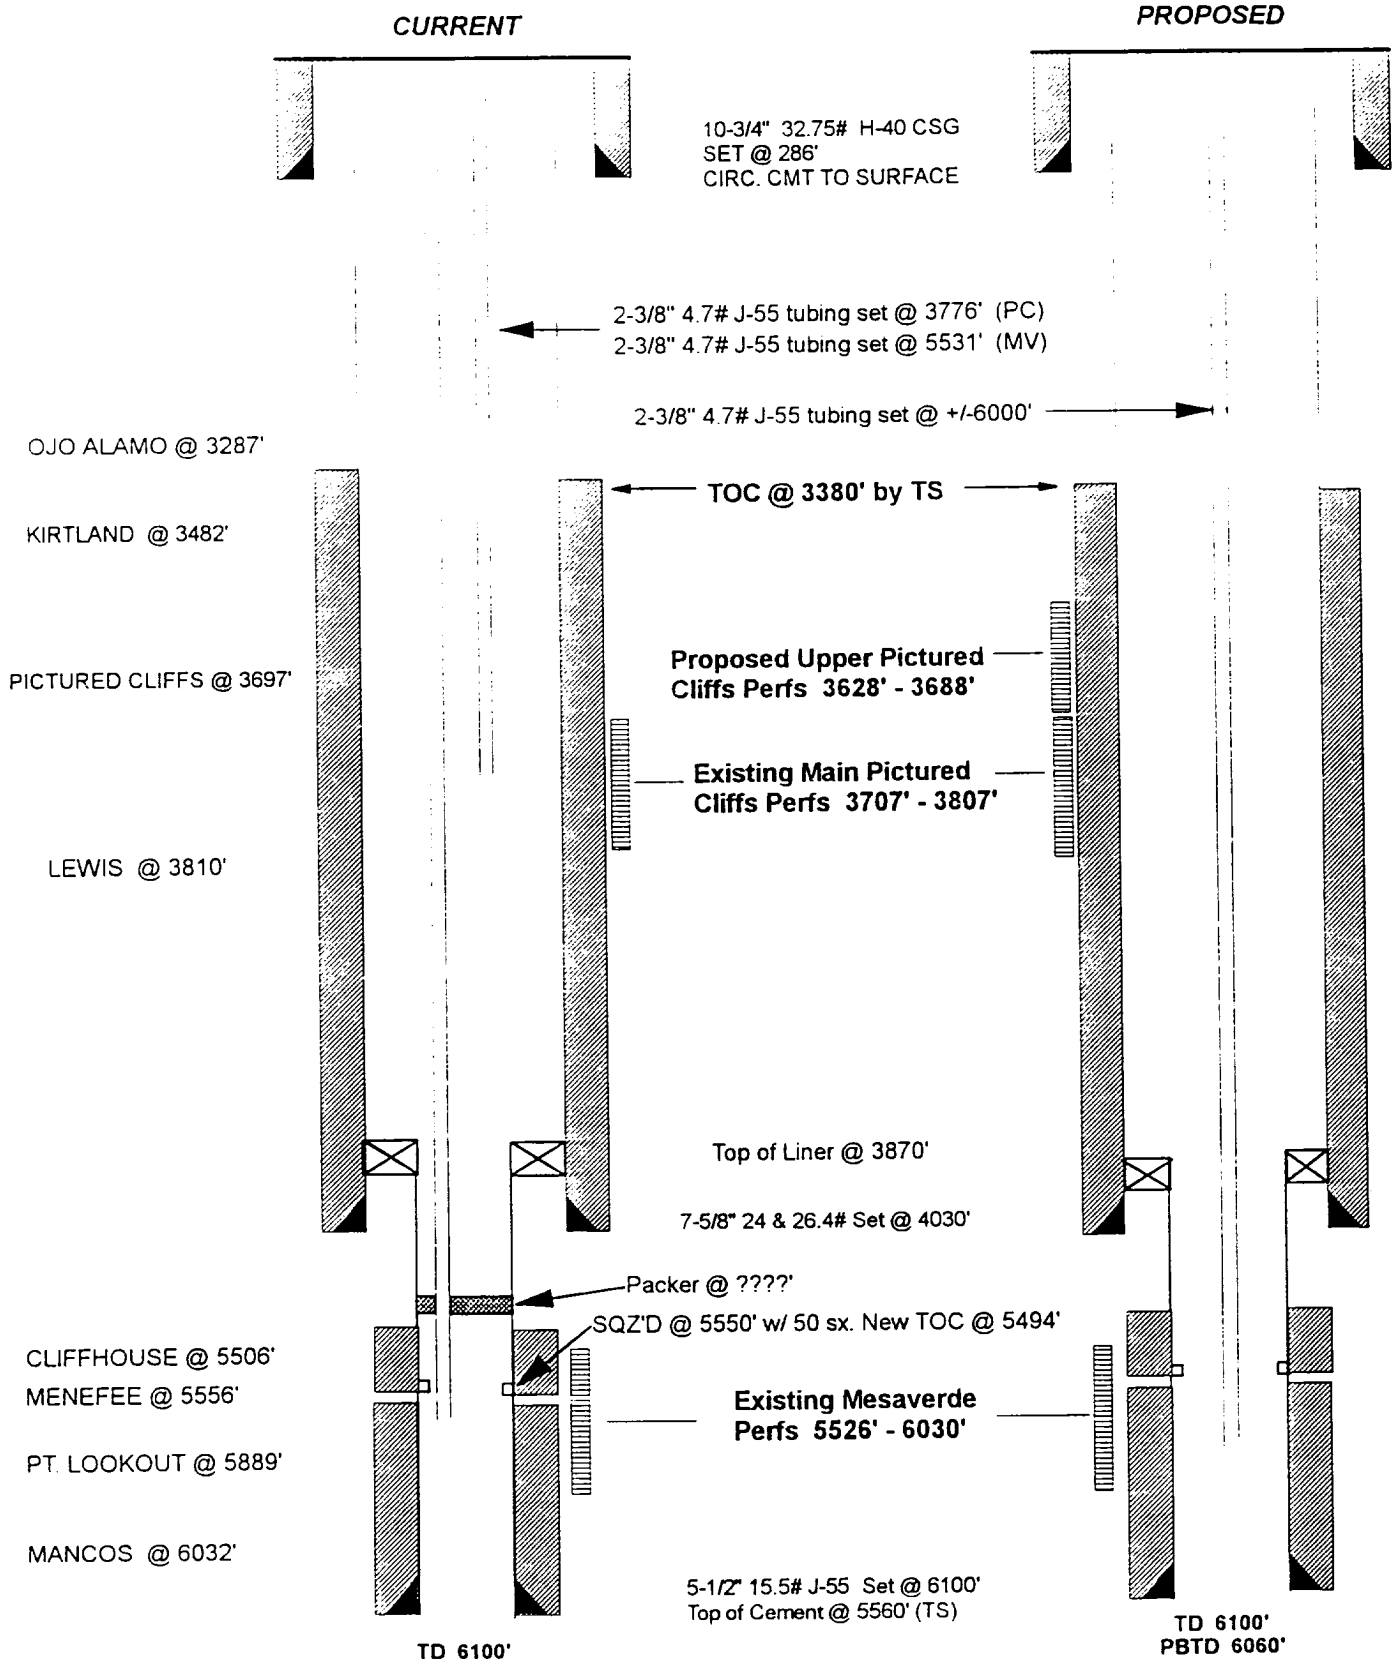 CURRENT
PROPOSED
10-3/4" 32.75# H-40 CSG
SET @ 286'
CIRC. CMT TO SURFACE
2-3/8" 4.7# J-55 tubing set @ 3776' (PC)
2-3/8" 4.7# J-55 tubing set @ 5531' (MV)
2-3/8" 4.7# J-55 tubing set @ +/-6000'
OJO ALAMO @ 3287'
TOC @ 3380' by TS
KIRTLAND @ 3482'
Proposed Upper Pictured
Cliffs Perfs 3628' - 3688'
PICTURED CLIFFS @ 3697'
Existing Main Pictured
Cliffs Perfs 3707' - 3807'
LEWIS @ 3810'
Top of Liner @ 3870'
7-5/8" 24 & 26.4# Set @ 4030'
Packer @ ????'
SQZ'D @ 5550' w/ 50 sx. New TOC @ 5494'
CLIFFHOUSE @ 5506'
MENEFEE @ 5556'
Existing Mesaverde
Perfs 5526' - 6030'
PT. LOOKOUT @ 5889'
MANCOS @ 6032'
5-1/2" 15.5# J-55 Set @ 6100'
Top of Cement @ 5560' (TS)
TD 6100'
TD 6100'
PBTD 6060'